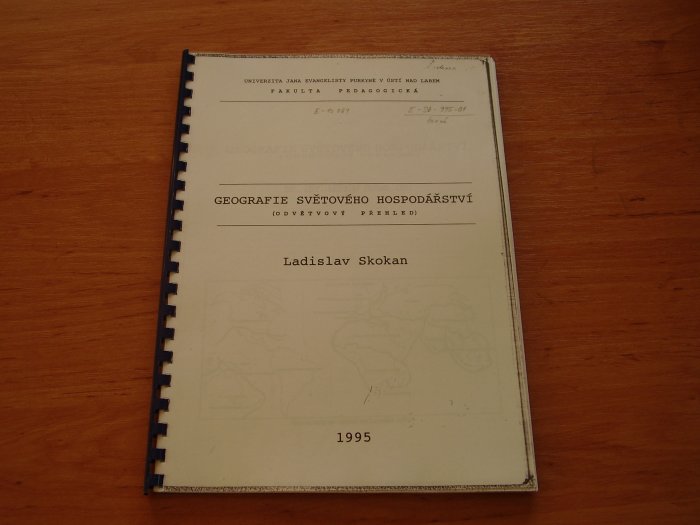 UNIVERZITA JANA EVANGELISTY PURKYNĚ V ÚSTÍ NAD LABEM
FAKULTA PEDAGOGICKÁ
GEOGRAFIE SVĚTOVÉHO HOSPODÁŘSTVÍ
(ODVĚTVOVÝ PŘEHLED)
Ladislav Skokan
1995